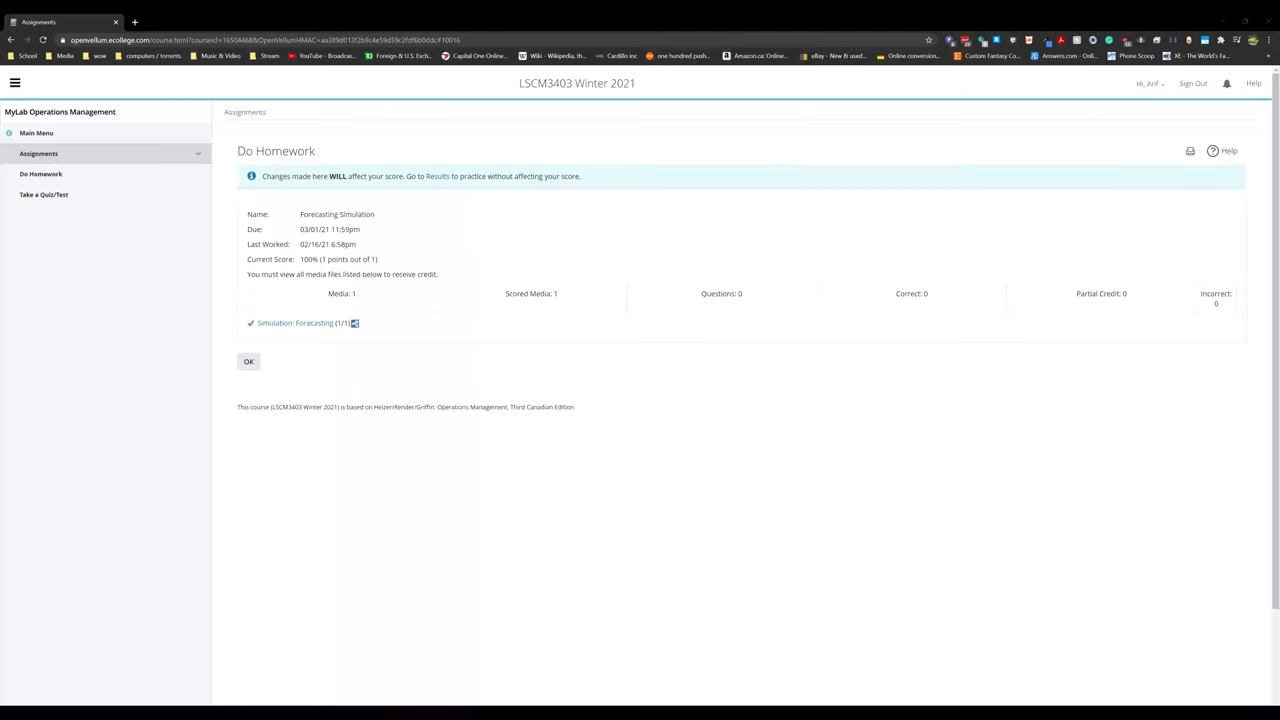 Assignments
openvellum.ecollege.com/course.html?courseId=16504468&OpenVellumHMAC=aa389d013f2b9c4e59d59c2fdf6b0ddc#10016
School Media wow computers / torrents Music & Video Stream YouTube - Broadcas... Foreign & U.S. Exch... Capital One Online... Wiki - Wikipedia, th... Cardillo inc one hundred push... Amazon.ca: Online... eBay - New & used... Online conversion... Custom Fantasy Co... Answers.com - Onl... Phone Scoop XE - The World's Fa...
LSCM3403 Winter 2021
Hi, Arif Sign Out Help
MyLab Operations Management
Main Menu
Assignments
Do Homework
Take a Quiz/Test
Assignments
Do Homework
Help
Changes made here WILL affect your score. Go to Results to practice without affecting your score.
Name: Forecasting Simulation
Due: 03/01/21 11:59pm
Last Worked: 02/16/21 6:58pm
Current Score: 100% (1 points out of 1)
You must view all media files listed below to receive credit.
Media: 1 Scored Media: 1 Questions: 0 Correct: 0 Partial Credit: 0 Incorrect:
0
Simulation: Forecasting (1/1)
OK
This course (LSCM3403 Winter 2021) is based on Heizer/Render/Griffin: Operations Management, Third Canadian Edition